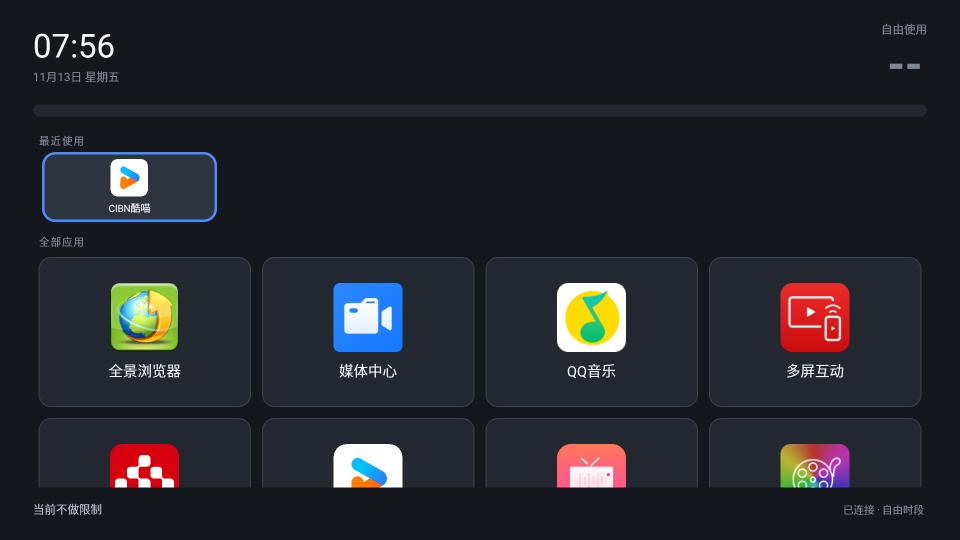 07:56
11月13日 星期五
自由使用
--
最近使用
CIBN酷喵
全部应用
全景浏览器
媒体中心
QQ音乐
多屏互动
当前不做限制
已连接 · 自由时段